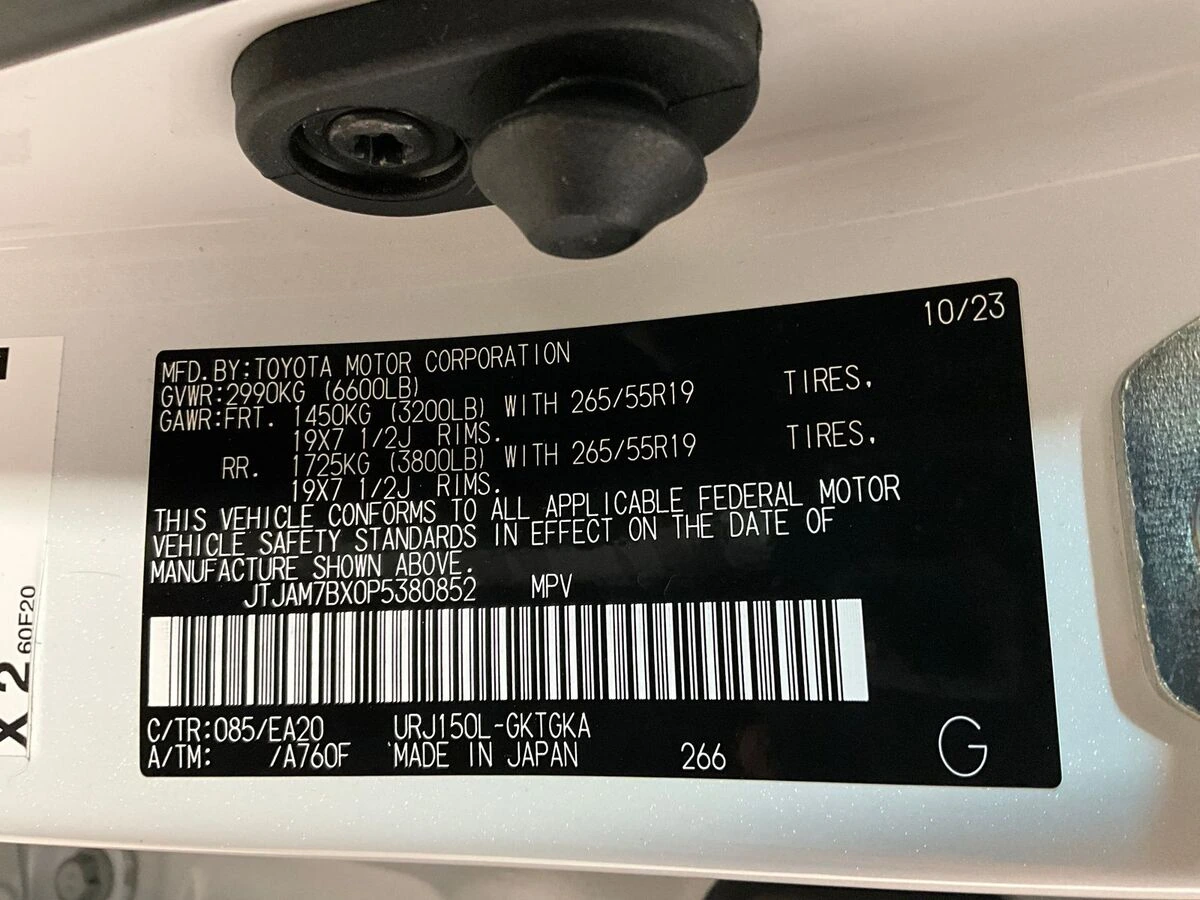 10/23
MFD.BY:TOYOTA MOTOR CORPORATION
GVWR:2990KG (6600LB)
GAWR:FRT. 1450KG (3200LB) WITH 265/55R19 TIRES,
19X7 1/2J RIMS.
RR. 1725KG (3800LB) WITH 265/55R19 TIRES,
19X7 1/2J RIMS.
THIS VEHICLE CONFORMS TO ALL APPLICABLE FEDERAL MOTOR
VEHICLE SAFETY STANDARDS IN EFFECT ON THE DATE OF
MANUFACTURE SHOWN ABOVE.
JTJAM7BX0P5380852 MPV
C/TR:085/EA20 URJ150L-GKTGKA
A/TM: /A760F MADE IN JAPAN 266
G
X 2
60F20